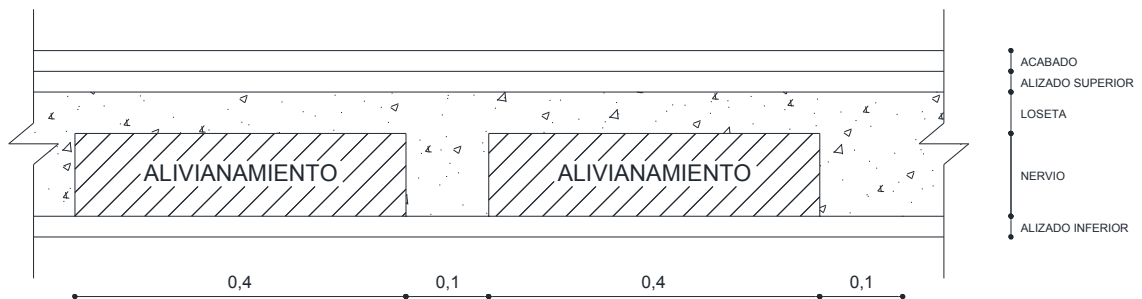 ACABADO
ALIZADO SUPERIOR
LOSETA
ALIVIANAMIENTO ALIVIANAMIENTO
NERVIO
ALIZADO INFERIOR
0,4 0,1 0,4 0,1